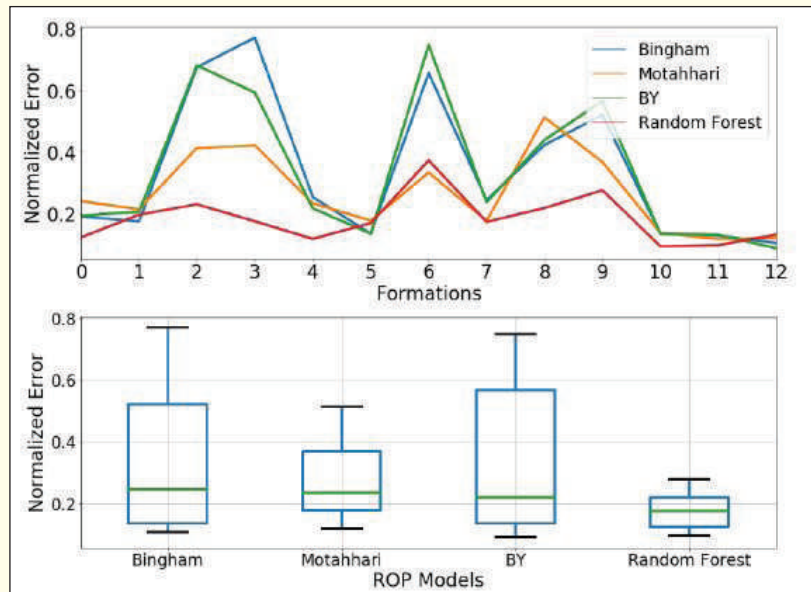 0.8
0.6
0.4
0.2
Normalized Error
Bingham
Motahhari
BY
Random Forest
0 1 2 3 4 5 6 7 8 9 10 11 12
Formations
0.8
0.6
0.4
0.2
Normalized Error
Bingham Motahhari BY Random Forest
ROP Models